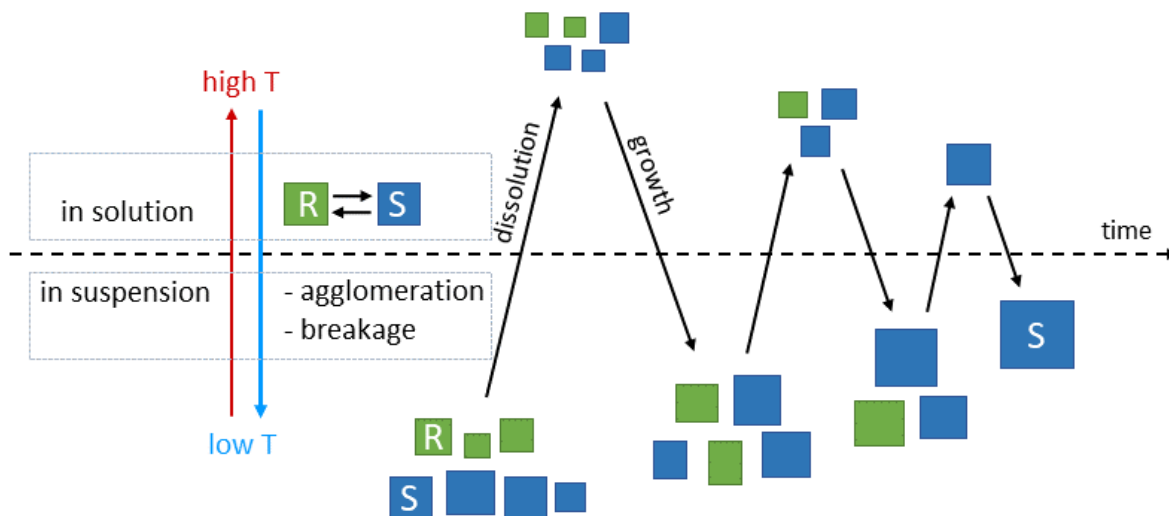 high T
in solution
R
S
dissolution
growth
time
in suspension
- agglomeration
- breakage
low T
R
S
S